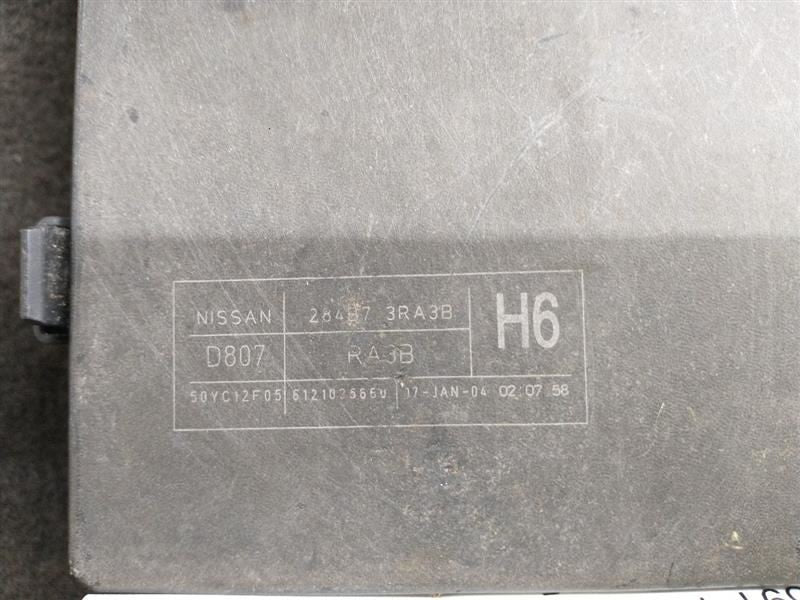 NISSAN 284B7 3RA3B H6
D807 RA3B
50YC12F05 17-JAN-04 02:07:58